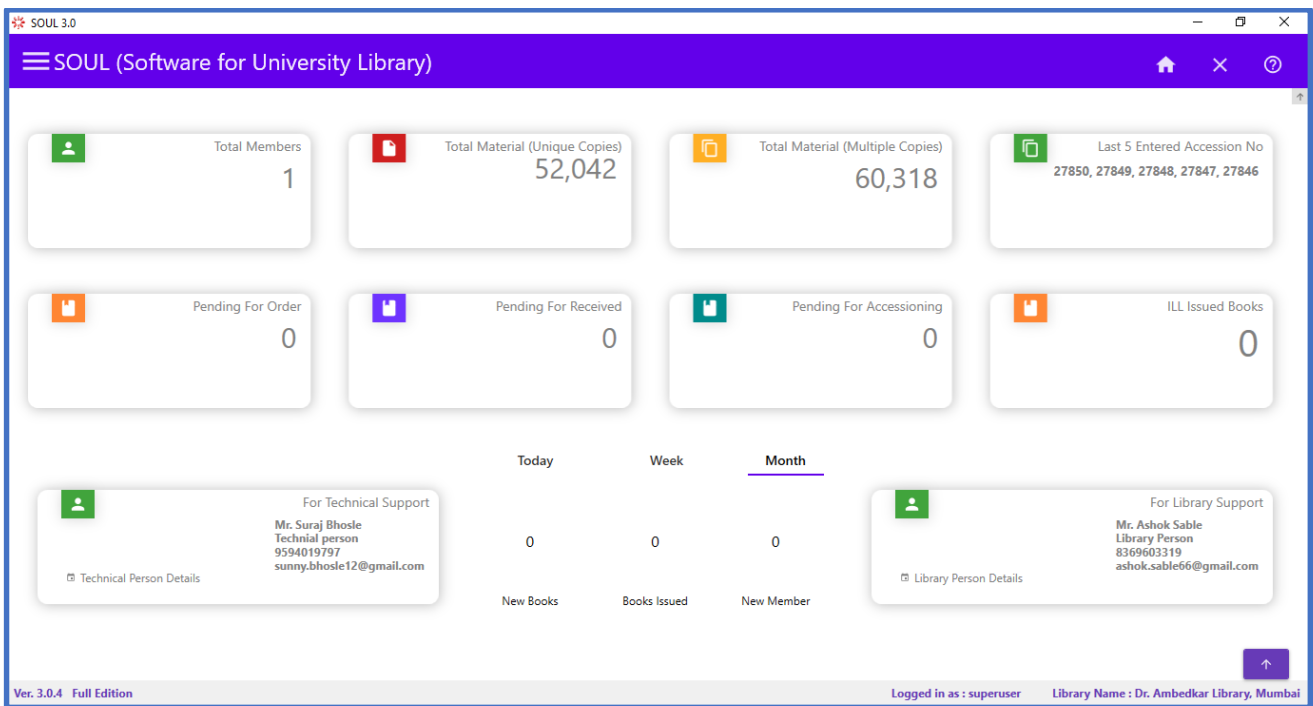 SOUL 3.0
SOUL (Software for University Library)
Total Members
1
Total Material (Unique Copies)
52,042
Total Material (Multiple Copies)
60,318
Last 5 Entered Accession No
27850, 27849, 27848, 27847, 27846
Pending For Order
0
Pending For Received
0
Pending For Accessioning
0
ILL Issued Books
0
Today Week Month
For Technical Support
Mr. Suraj Bhosle
Technial person
9594019797
sunny.bhosle12@gmail.com
Technical Person Details
0 0 0
New Books Books Issued New Member
For Library Support
Mr. Ashok Sable
Library Person
8369603319
ashok.sable66@gmail.com
Library Person Details
Ver. 3.0.4 Full Edition Logged in as : superuser Library Name : Dr. Ambedkar Library, Mumbai